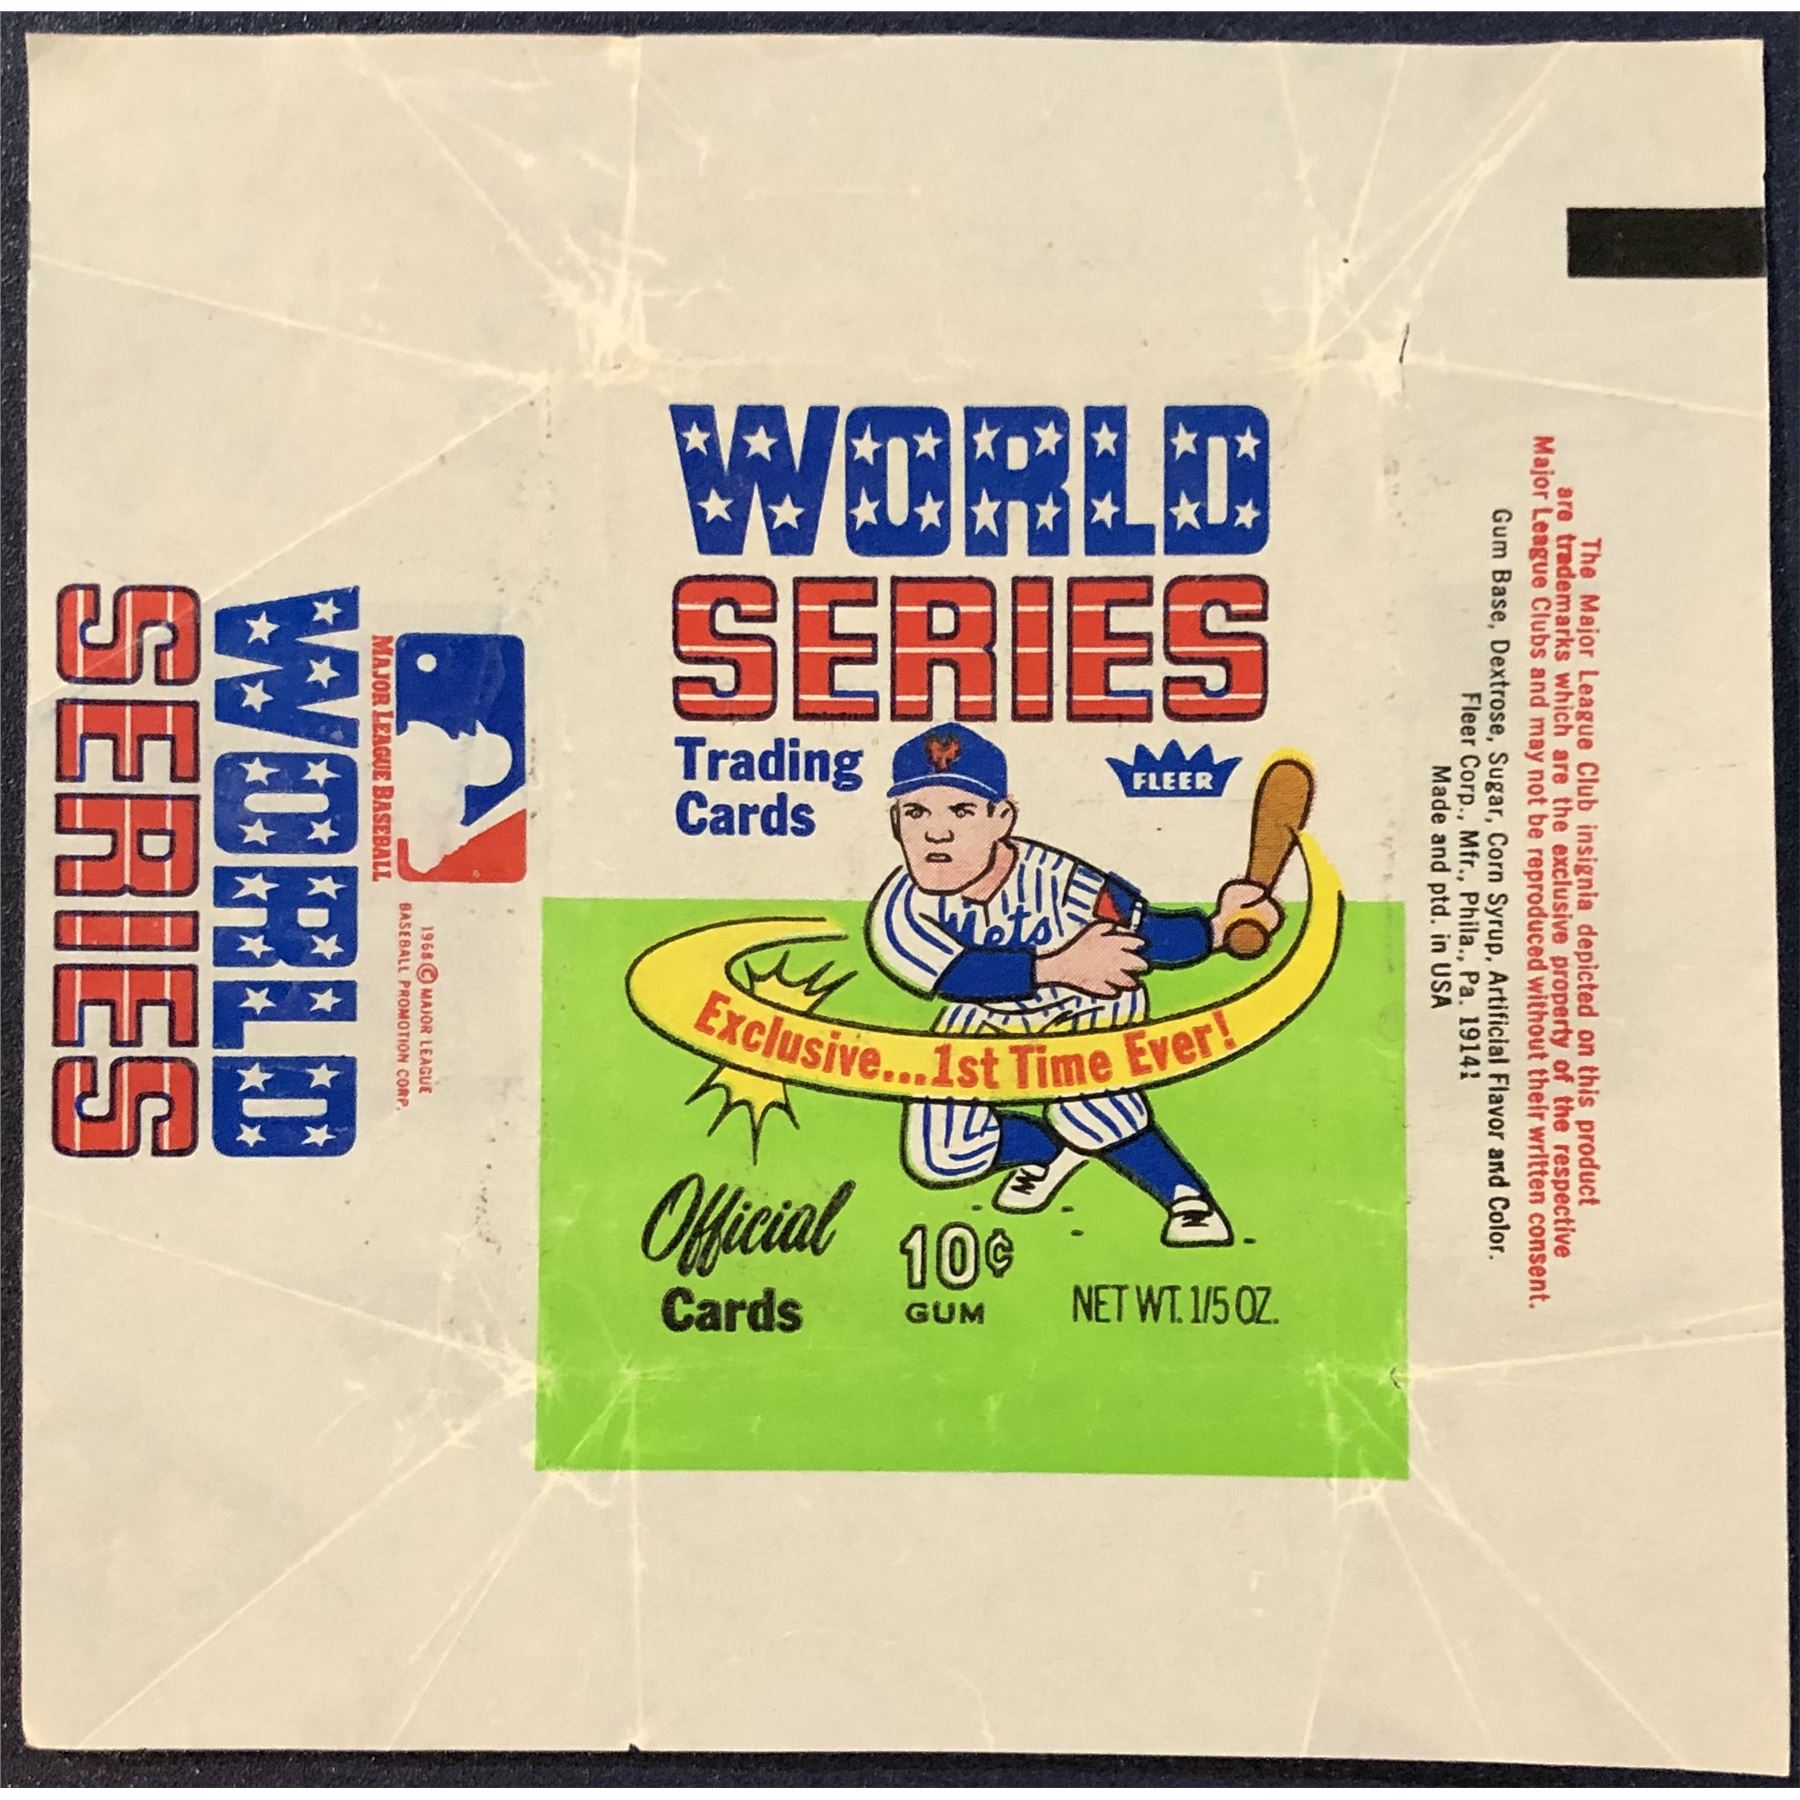 WORLD
SERIES
Trading
Cards
FLEER
Mets
Exclusive...1st Time Ever!
Official
Cards
10¢
GUM
NET WT. 1/5 OZ.
WORLD
SERIES
MAJOR LEAGUE BASEBALL
1968 © MAJOR LEAGUE
BASEBALL PROMOTION CORP.
The Major League Club insignia depicted on this product
are trademarks which are the exclusive property of the respective
Major League Clubs and may not be reproduced without their written consent.
Gum Base, Dextrose, Sugar, Corn Syrup, Artificial Flavor and Color.
Fleer Corp., Mfr., Phila., Pa. 19141
Made and ptd. in USA